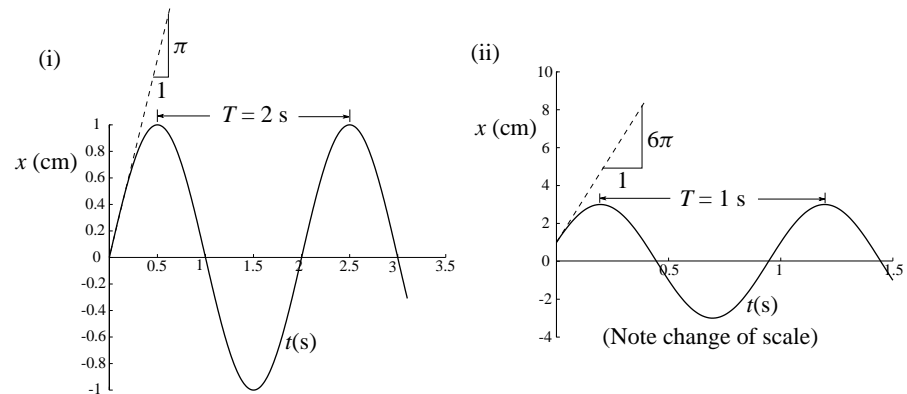 (i)
π
1
T = 2 s
x (cm)
1
0.8
0.6
0.4
0.2
0
-0.2
-0.4
-0.6
-0.8
-1
0.5
1
1.5
2
2.5
3
3.5
t(s)
(ii)
10
8
6
4
2
0
-2
-4
x (cm)
6π
1
T = 1 s
0.5
1
1.5
t(s)
(Note change of scale)